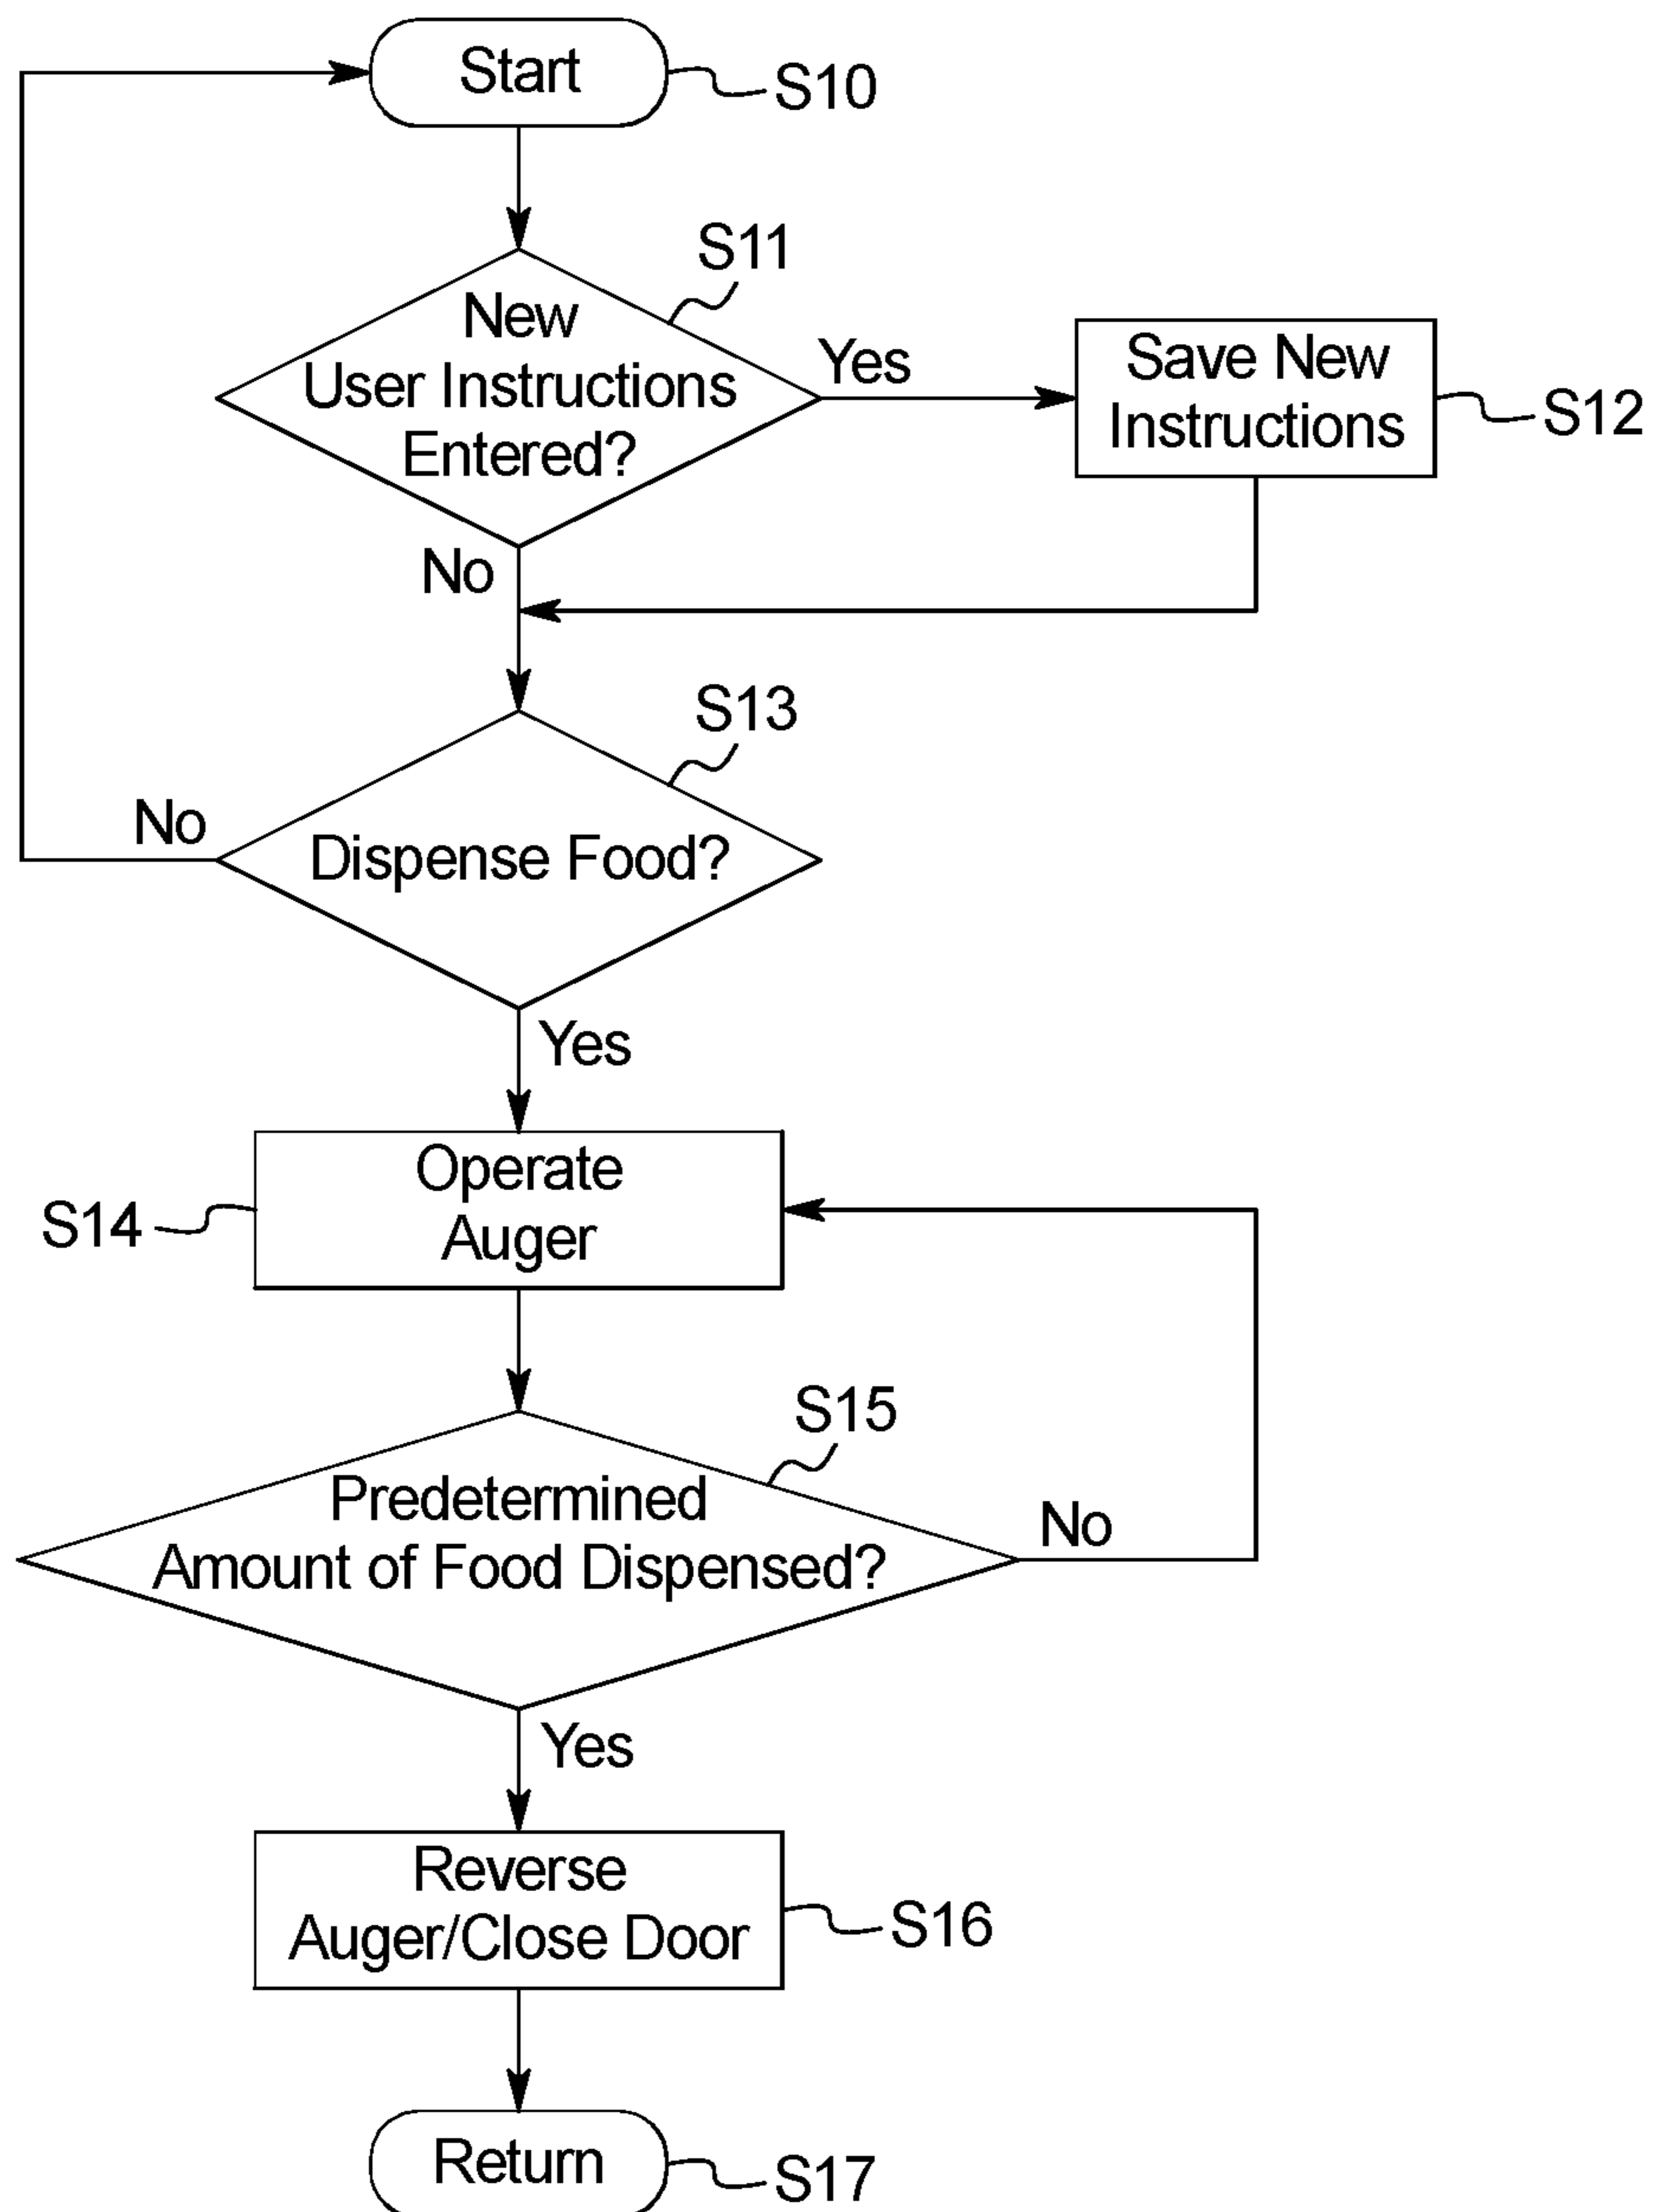 Start
S10
S11
New
User Instructions
Entered?
Yes
Save New
Instructions
S12
No
S13
No
Dispense Food?
Yes
Operate
Auger
S14
S15
Predetermined
Amount of Food Dispensed?
No
Yes
Reverse
Auger/Close Door
S16
Return
S17